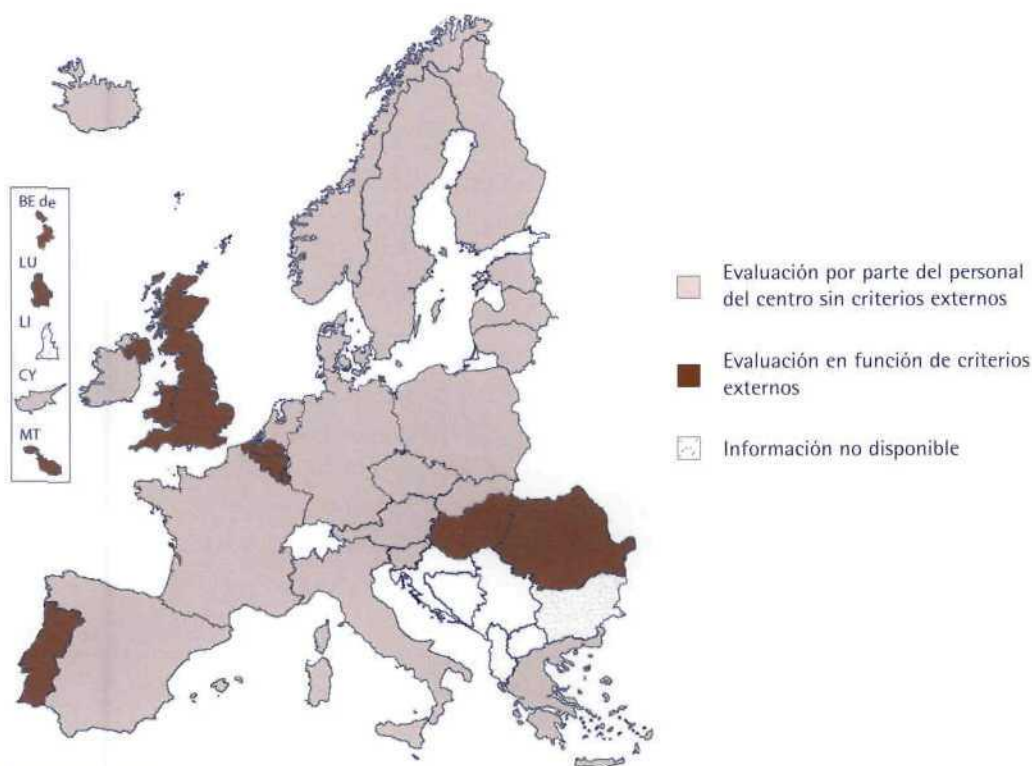 BE de
LU
LI
CY
MT
Evaluación por parte del personal
del centro sin criterios externos
Evaluación en función de criterios
externos
Información no disponible